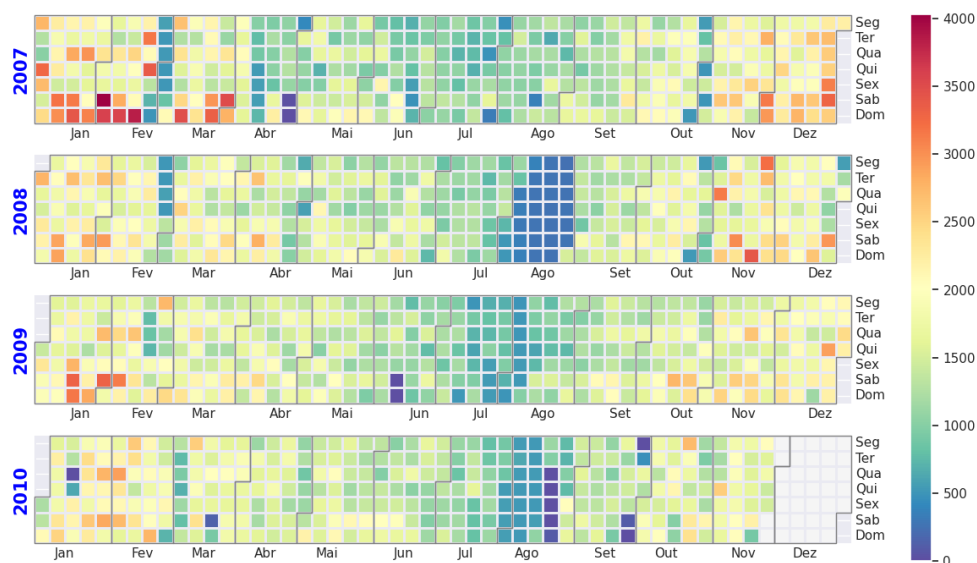 2007
Seg
Ter
Qua
Qui
Sex
Sab
Dom
Jan Fev Mar Abr Mai Jun Jul Ago Set Out Nov Dez
2008
Seg
Ter
Qua
Qui
Sex
Sab
Dom
Jan Fev Mar Abr Mai Jun Jul Ago Set Out Nov Dez
2009
Seg
Ter
Qua
Qui
Sex
Sab
Dom
Jan Fev Mar Abr Mai Jun Jul Ago Set Out Nov Dez
2010
Seg
Ter
Qua
Qui
Sex
Sab
Dom
Jan Fev Mar Abr Mai Jun Jul Ago Set Out Nov Dez
4000
3500
3000
2500
2000
1500
1000
500
0